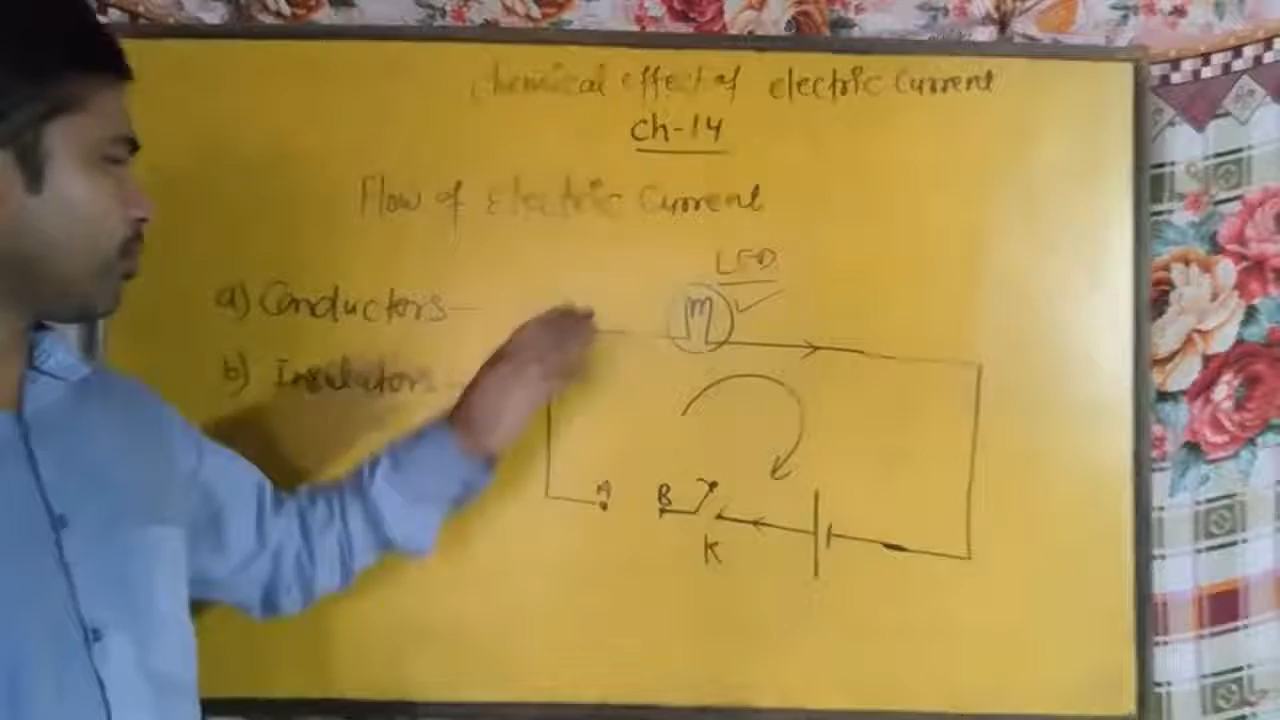 Chemical effect of electric current
Ch-14
Flow of electric current
LED
a) Conductors-
b) Insulators-
A
B
K